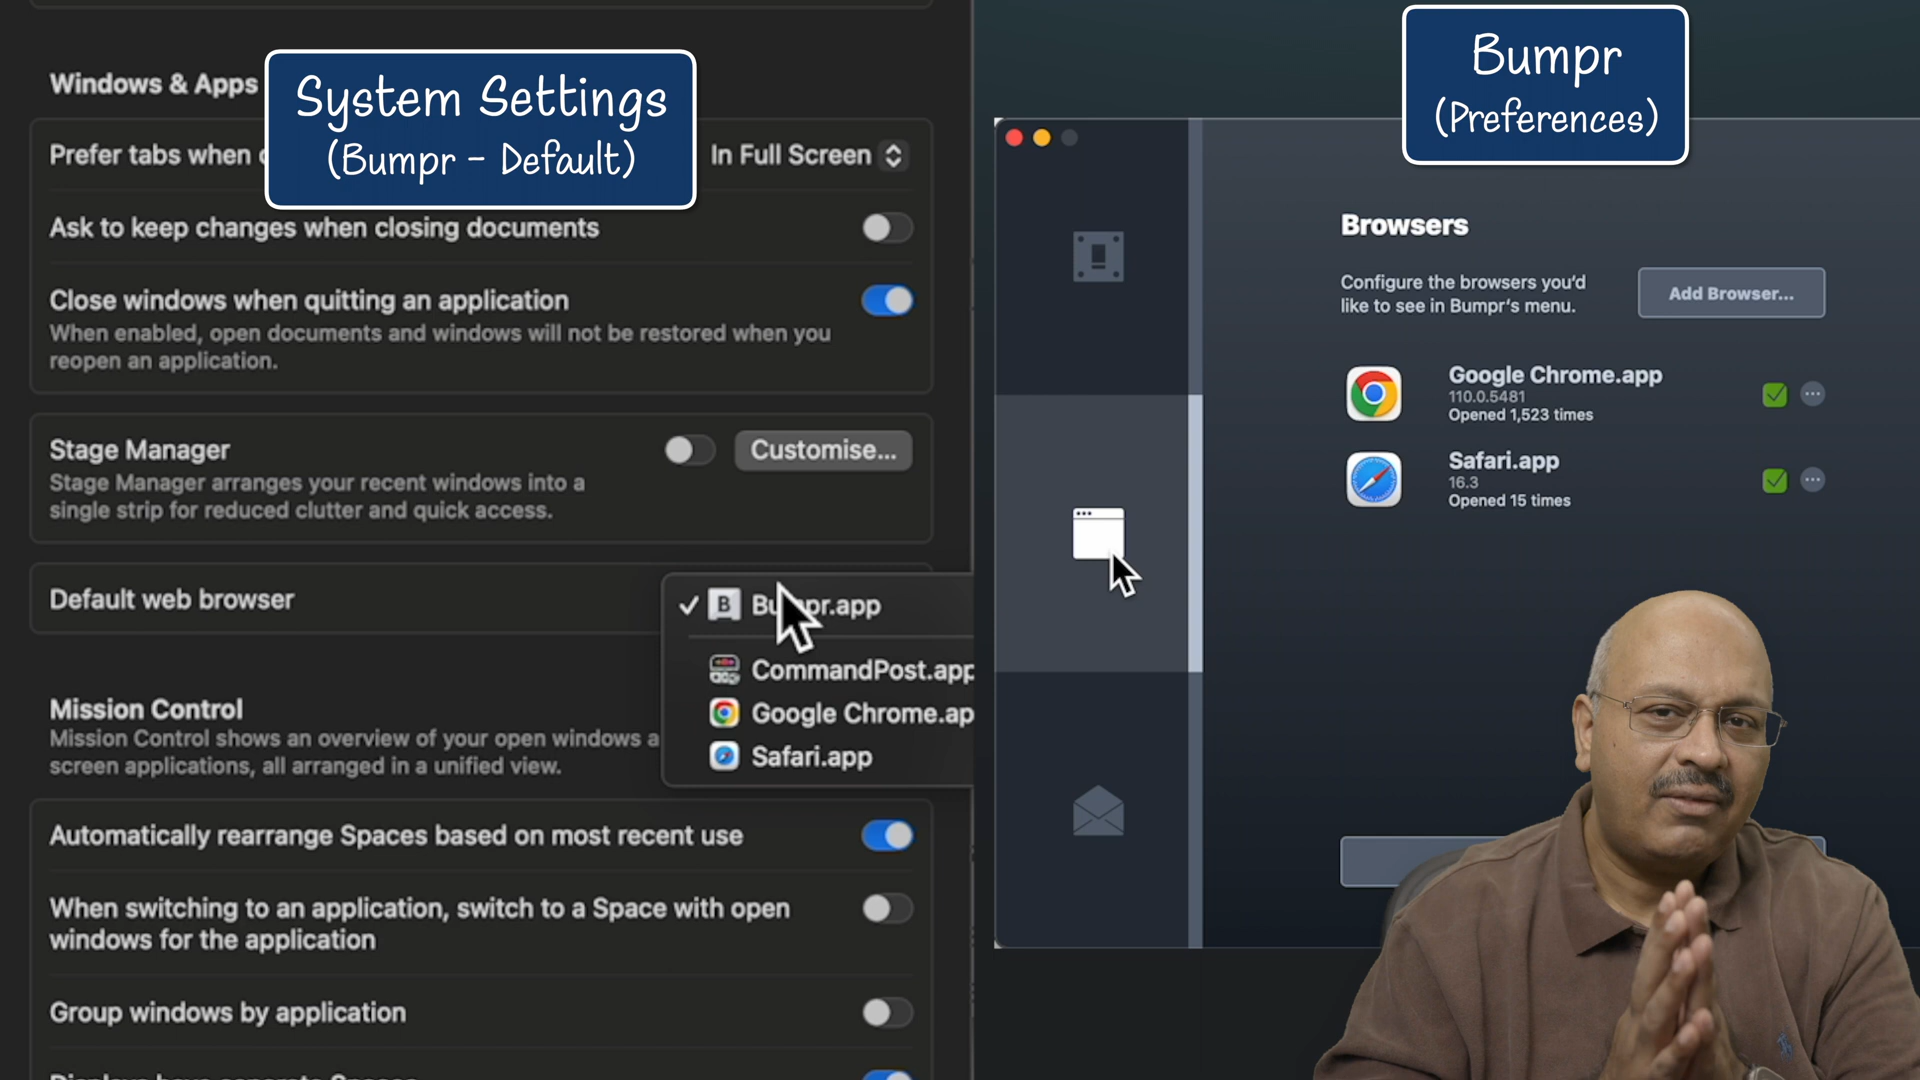 Windows & Apps
System Settings
(Bumpr - Default)
Prefer tabs when
In Full Screen
Ask to keep changes when closing documents
Close windows when quitting an application
When enabled, open documents and windows will not be restored when you
reopen an application.
Stage Manager
Customise...
Stage Manager arranges your recent windows into a
single strip for reduced clutter and quick access.
Default web browser
B
Bumpr.app
CommandPost.app
Google Chrome.ap
Safari.app
Mission Control
Mission Control shows an overview of your open windows a
screen applications, all arranged in a unified view.
Automatically rearrange Spaces based on most recent use
When switching to an application, switch to a Space with open
windows for the application
Group windows by application
Displays have separate Spaces
Bumpr
(Preferences)
Browsers
Configure the browsers you'd
like to see in Bumpr's menu.
Add Browser...
Google Chrome.app
110.0.5481
Opened 1,523 times
Safari.app
16.3
Opened 15 times